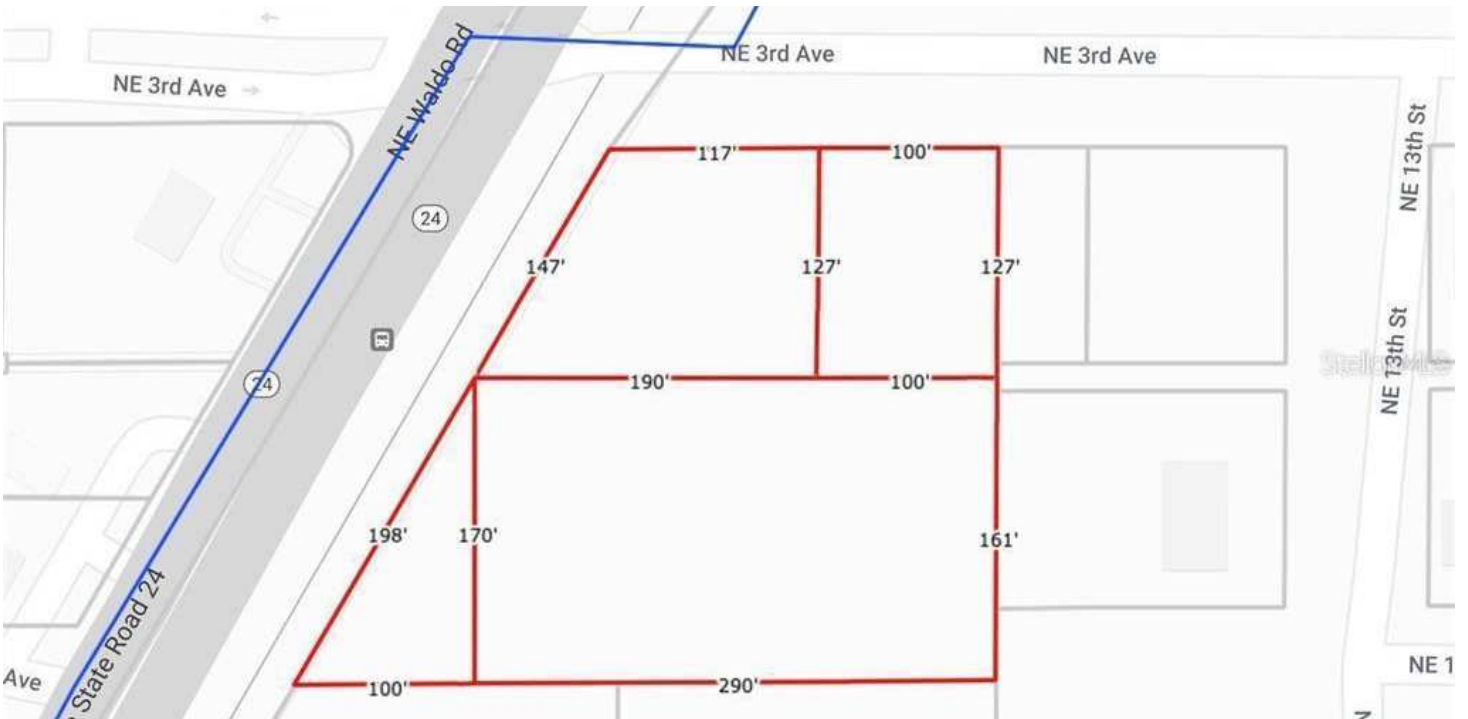 NE Waldo Rd
NE 3rd Ave
NE 3rd Ave
NE 3rd Ave
117'
100'
NE 13th St
24
147'
127'
127'
24
190'
100'
NE 13th St
198'
170'
161'
State Road 24
Ave
100'
290'
NE 1
N